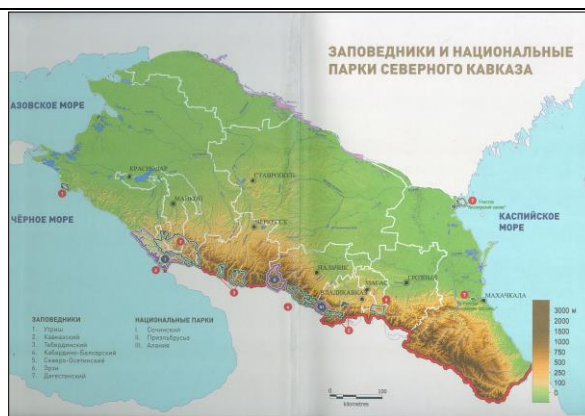 ЗАПОВЕДНИКИ И НАЦИОНАЛЬНЫЕ
ПАРКИ СЕВЕРНОГО КАВКАЗА
АЗОВСКОЕ МОРЕ
ЧЁРНОЕ МОРЕ
КАСПИЙСКОЕ
МОРЕ
КРАСНОДАР
МАЙКОП
СТАВРОПОЛЬ
ЧЕРКЕССК
НАЛЬЧИК
ВЛАДИКАВКАЗ
МАГАС
ГРОЗНЫЙ
МАХАЧКАЛА
ЗАПОВЕДНИКИ
1. Утриш
2. Кавказский
3. Тебердинский
4. Кабардино-Балкарский
5. Северо-Осетинский
6. Эрзи
7. Дагестанский
НАЦИОНАЛЬНЫЕ ПАРКИ
I. Сочинский
II. Приэльбрусье
III. Алания
3000 м
2000
1500
1000
750
500
250
100
0
0 100
kilometres